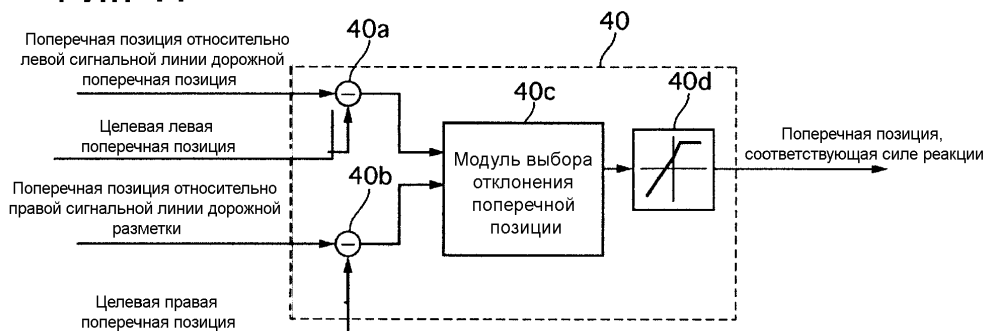 40a
40
Поперечная позиция относительно
левой сигнальной линии дорожной
поперечная позиция
40c
40d
Целевая левая
поперечная позиция
Модуль выбора
отклонения
поперечной
позиции
Поперечная позиция,
соответствующая силе реакции
Поперечная позиция относительно
правой сигнальной линии дорожной
разметки
40b
Целевая правая
поперечная позиция